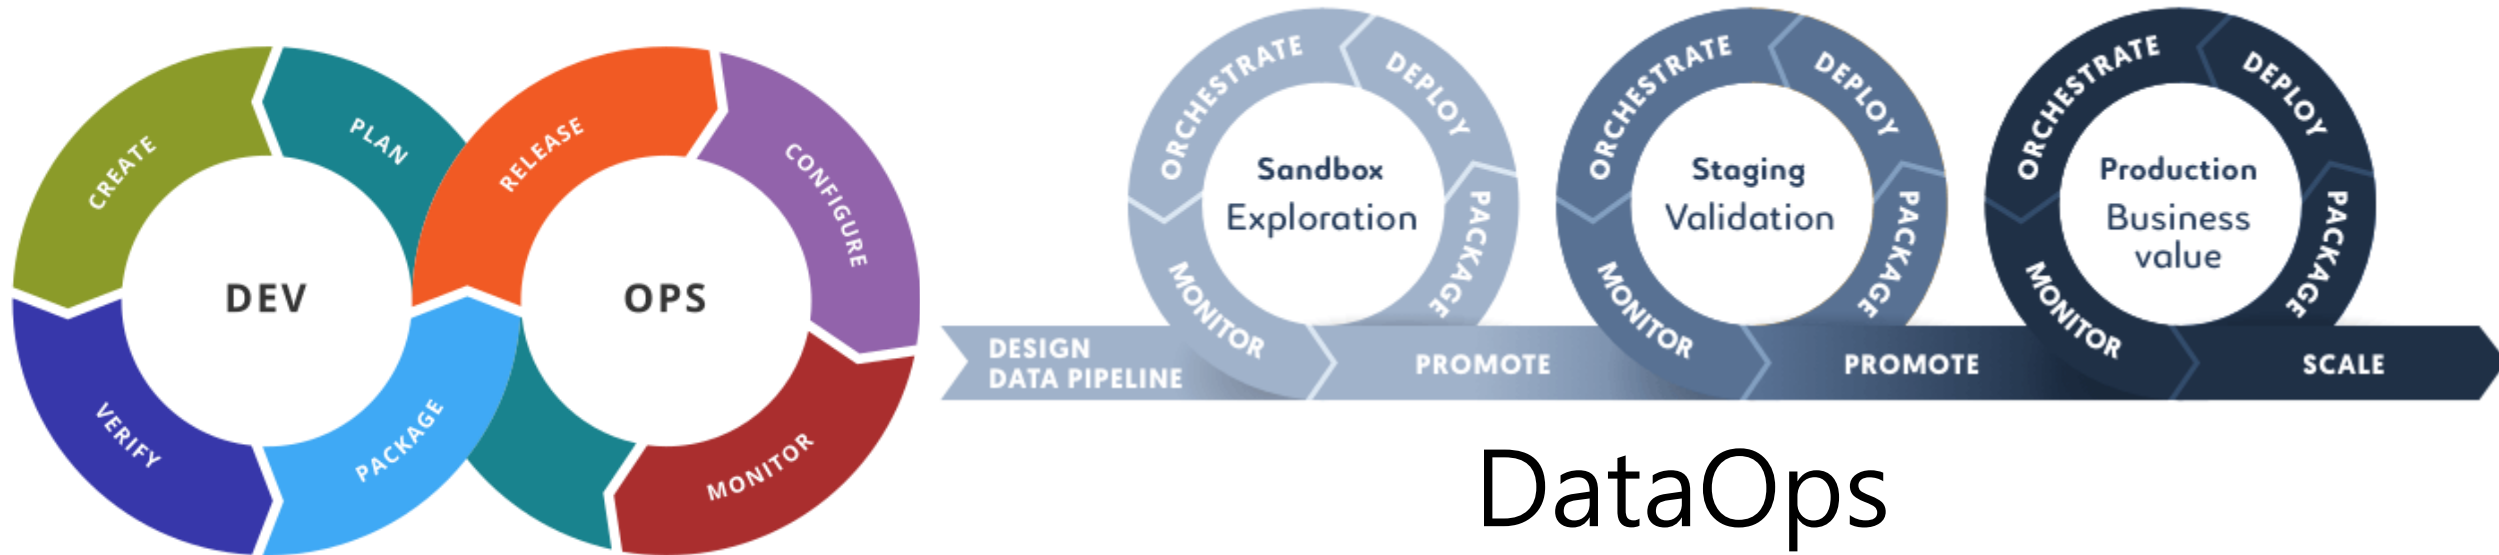 CREATE
PLAN
DEV
VERIFY
PACKAGE
RELEASE
CONFIGURE
OPS
MONITOR
ORCHESTRATE
DEPLOY
PACKAGE
MONITOR
Sandbox
Exploration
ORCHESTRATE
DEPLOY
PACKAGE
MONITOR
Staging
Validation
ORCHESTRATE
DEPLOY
PACKAGE
MONITOR
Production
Business
value
DESIGN
DATA PIPELINE
PROMOTE
PROMOTE
SCALE
DataOps